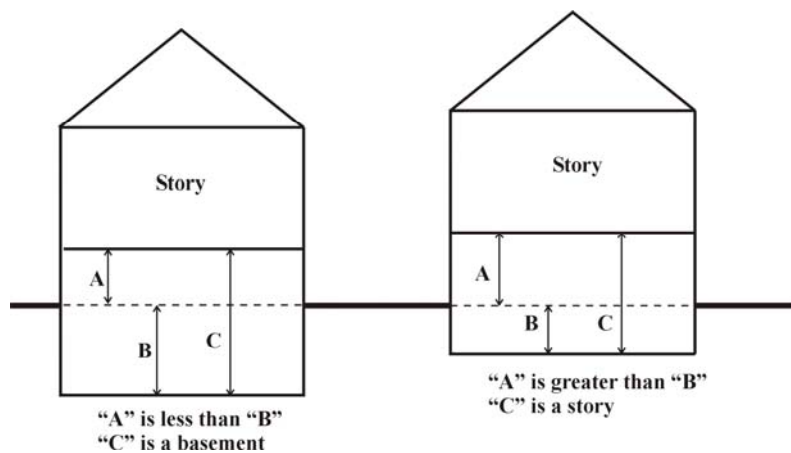 Story
A
B
C
“A” is less than “B”
“C” is a basement
Story
A
B
C
“A” is greater than “B”
“C” is a story